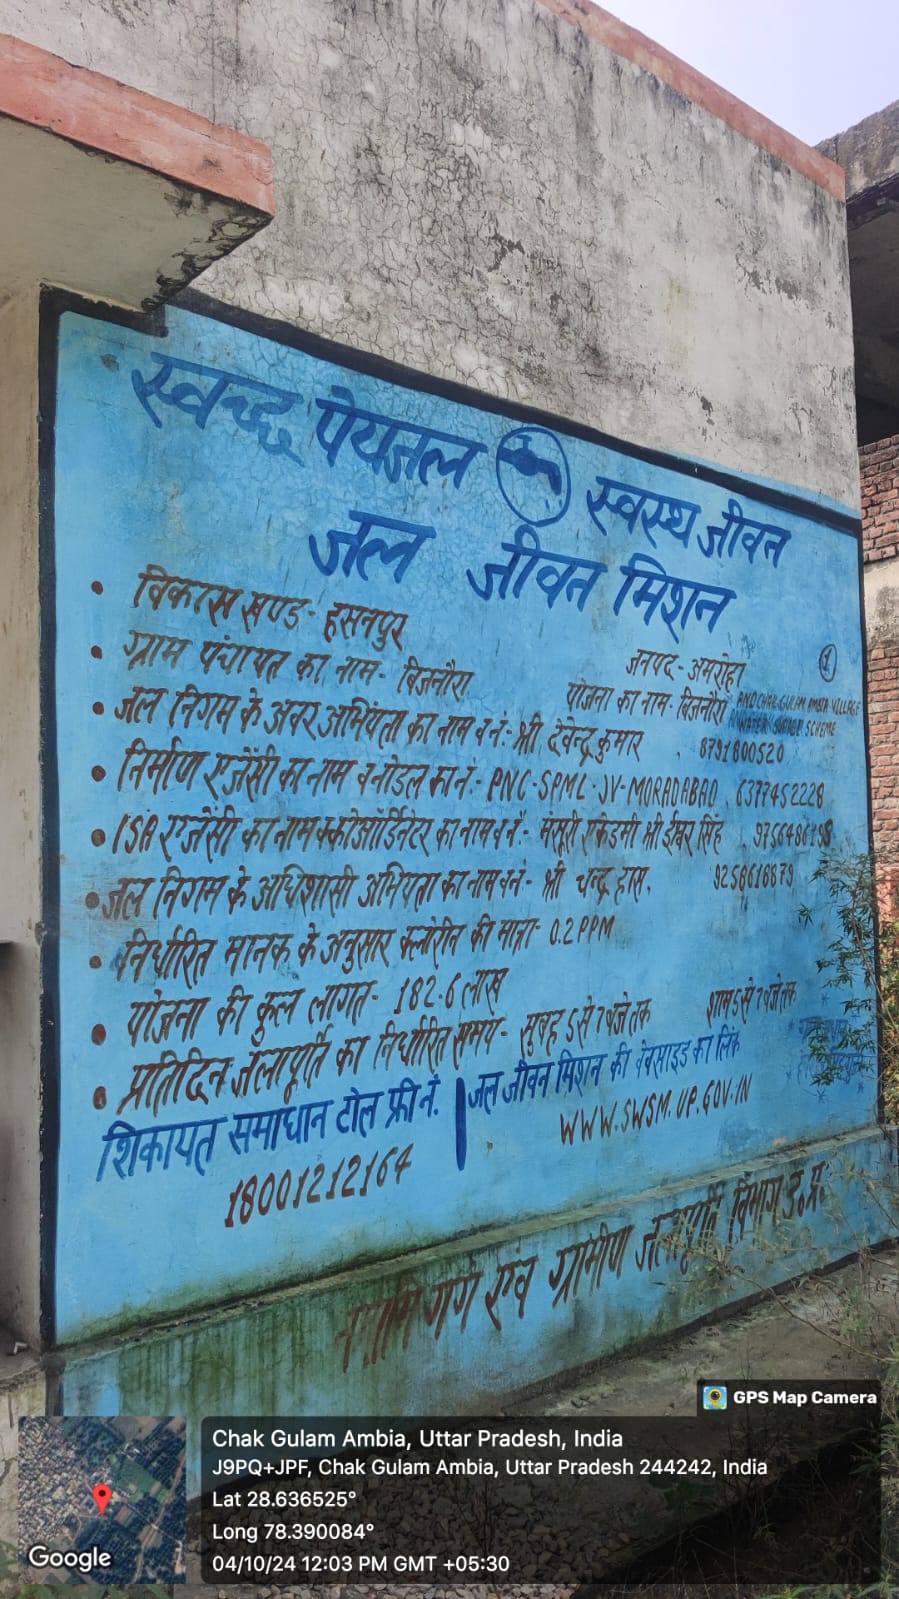 स्वच्छ पेयजल स्वस्थ जीवन
जल जीवन मिशन
• विकास खण्ड- हसनपुर जनपद- अमरोहा 1
• ग्राम पंचायत का नाम- बिजनौरा योजना का नाम- बिजनौरा AND CHAK GULAM AMBIA VILLAGE
WATER SCHEME
• जल निगम के अवर अभियंता का नाम व नं:- श्री देवेन्द्र कुमार 8791800520
• निर्माण एजेंसी का नाम व नोडल का नं:- PNC-SPML-JV-MORADABAD 6377452228
• ISA एजेंसी का नाम व कोऑर्डिनेटर का नाम व नं:- मंसूरी एकेडमी श्री ईश्वर सिंह
• जल निगम के अधिशासी अभियंता का नाम व नं- श्री चन्द्र हास. 9258618879
• निर्धारित मानक के अनुसार क्लोरीन की मात्रा- 0.2 PPM
• योजना की कुल लागत- 182.6 लाख
• प्रतिदिन जलापूर्ति का निर्धारित समय- सुबह 5 से 7 बजे तक शाम 5 से 7 बजे तक
शिकायत समाधान टोल फ्री नं.
18001212164
जल जीवन मिशन की वेबसाइड का लिंक
WWW.SWSM.UP.GOV.IN
नमामि गंगे एंव ग्रामीण जलापूर्ति विभाग उ.प्र.
GPS Map Camera
Chak Gulam Ambia, Uttar Pradesh, India
J9PQ+JPF, Chak Gulam Ambia, Uttar Pradesh 244242, India
Lat 28.636525°
Long 78.390084°
04/10/24 12:03 PM GMT +05:30
Google